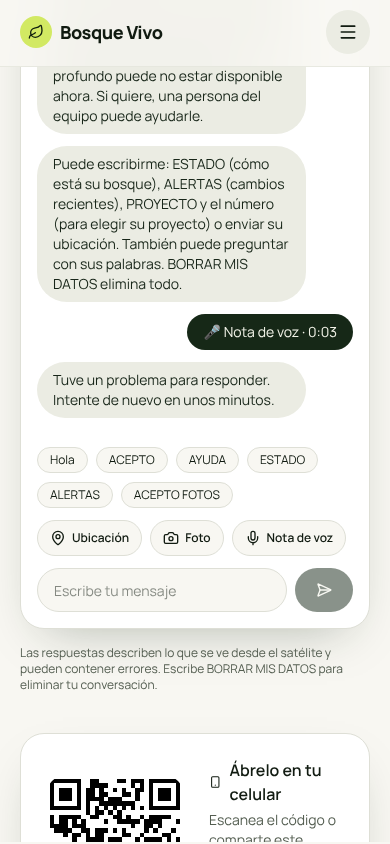 Bosque Vivo
profundo puede no estar disponible
ahora. Si quiere, una persona del
equipo puede ayudarle.
Puede escribirme: ESTADO (cómo
está su bosque), ALERTAS (cambios
recientes), PROYECTO y el número
(para elegir su proyecto) o enviar su
ubicación. También puede preguntar
con sus palabras. BORRAR MIS
DATOS elimina todo.
🎤 Nota de voz · 0:03
Tuve un problema para responder.
Intente de nuevo en unos minutos.
Hola ACEPTO AYUDA ESTADO
ALERTAS ACEPTO FOTOS
Ubicación Foto Nota de voz
Escribe tu mensaje
Las respuestas describen lo que se ve desde el satélite y
pueden contener errores. Escribe BORRAR MIS DATOS para
eliminar tu conversación.
Ábrelo en tu
celular
Escanea el código o
comparte este